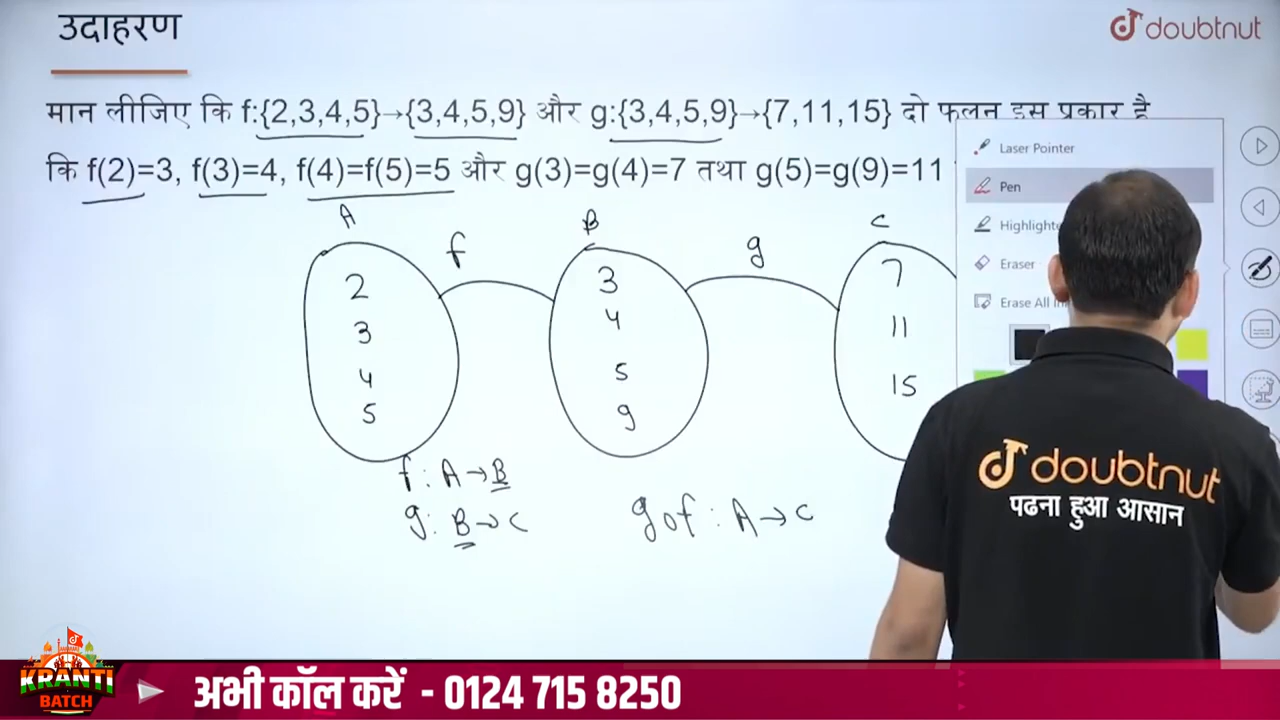 उदाहरण
doubtnut
मान लीजिए कि f:{2,3,4,5}→{3,4,5,9} और g:{3,4,5,9}→{7,11,15} दो फलन इस प्रकार है
कि f(2)=3, f(3)=4, f(4)=f(5)=5 और g(3)=g(4)=7 तथा g(5)=g(9)=11
Laser Pointer
Pen
Highlighte
Eraser
Erase All
A
f
B
g
C
2
3
4
5
3
4
5
9
7
11
15
f : A→B
g : B→C
gof : A→C
doubtnut
पढना हुआ आसान
KRANTI
BATCH
अभी कॉल करें - 0124 715 8250